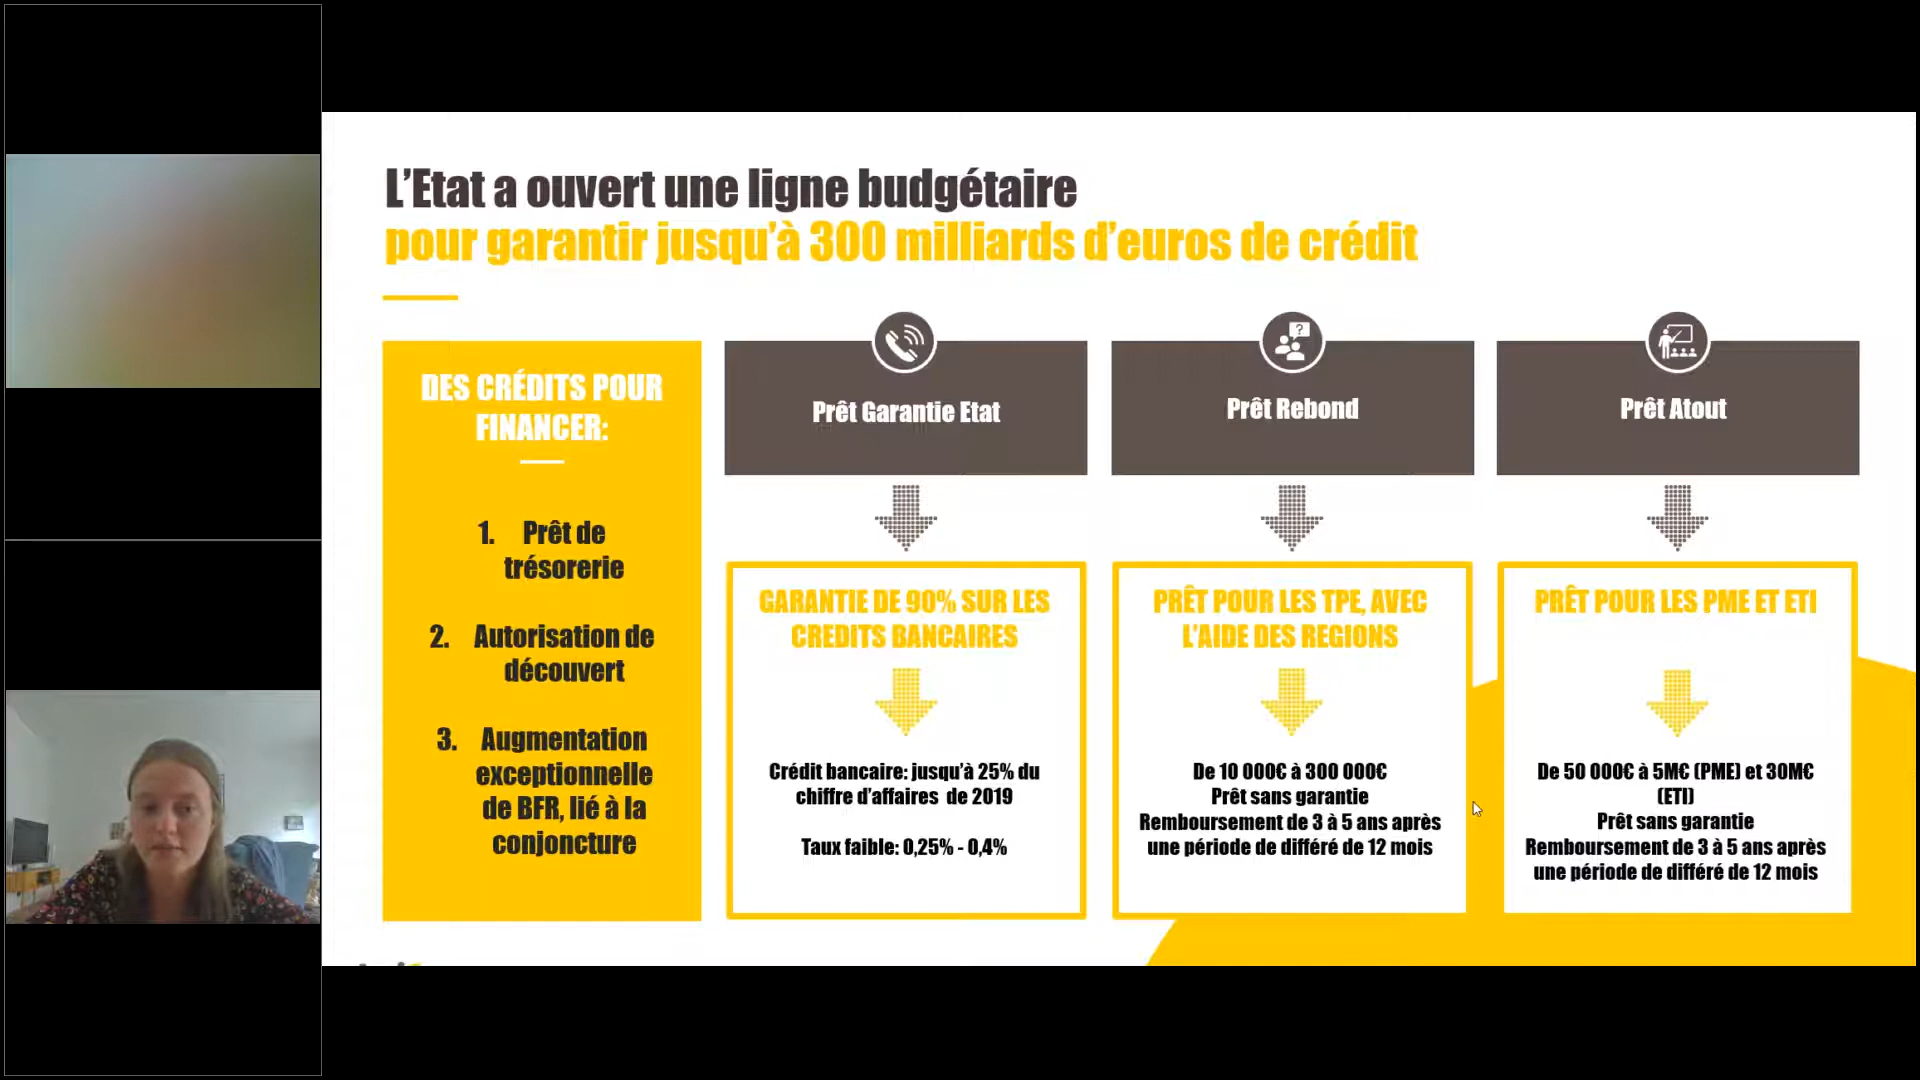 L'Etat a ouvert une ligne budgétaire
pour garantir jusqu'à 300 milliards d'euros de crédit
DES CRÉDITS POUR
FINANCER:
1. Prêt de
trésorerie
2. Autorisation de
découvert
3. Augmentation
exceptionnelle
de BFR, lié à la
conjoncture
Prêt Garantie Etat
GARANTIE DE 90% SUR LES
CREDITS BANCAIRES
Crédit bancaire: jusqu'à 25% du
chiffre d'affaires de 2019
Taux faible: 0,25% - 0,4%
?
Prêt Rebond
PRÊT POUR LES TPE, AVEC
L'AIDE DES REGIONS
De 10 000€ à 300 000€
Prêt sans garantie
Remboursement de 3 à 5 ans après
une période de différé de 12 mois
Prêt Atout
PRÊT POUR LES PME ET ETI
De 50 000€ à 5M€ (PME) et 30M€
(ETI)
Prêt sans garantie
Remboursement de 3 à 5 ans après
une période de différé de 12 mois